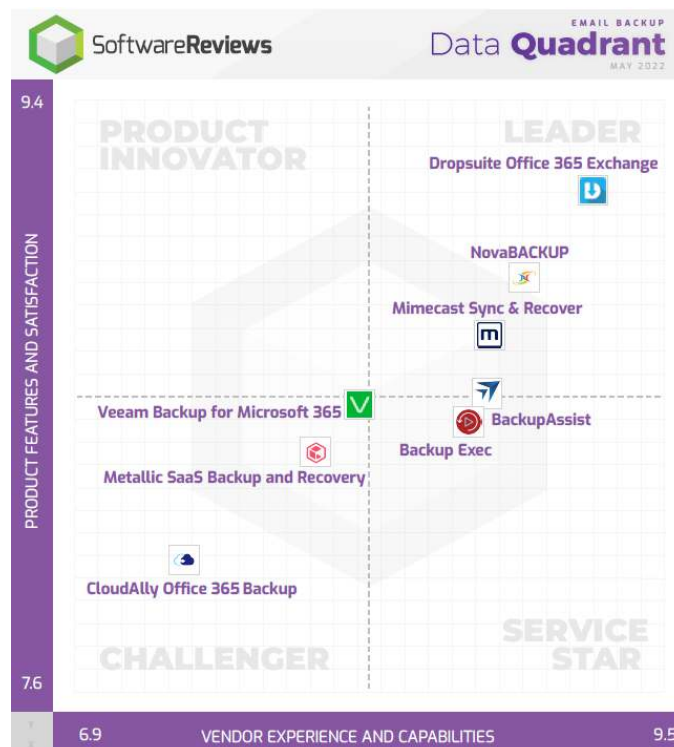 SoftwareReviews
EMAIL BACKUP
Data Quadrant
MAY 2022
9.4
PRODUCT
INNOVATOR
LEADER
Dropsuite Office 365 Exchange
NovaBACKUP
Mimecast Sync & Recover
m
PRODUCT FEATURES AND SATISFACTION
Veeam Backup for Microsoft 365
V
BackupAssist
Backup Exec
Metallic SaaS Backup and Recovery
CloudAlly Office 365 Backup
CHALLENGER
SERVICE
STAR
7.6
6.9
VENDOR EXPERIENCE AND CAPABILITIES
9.5